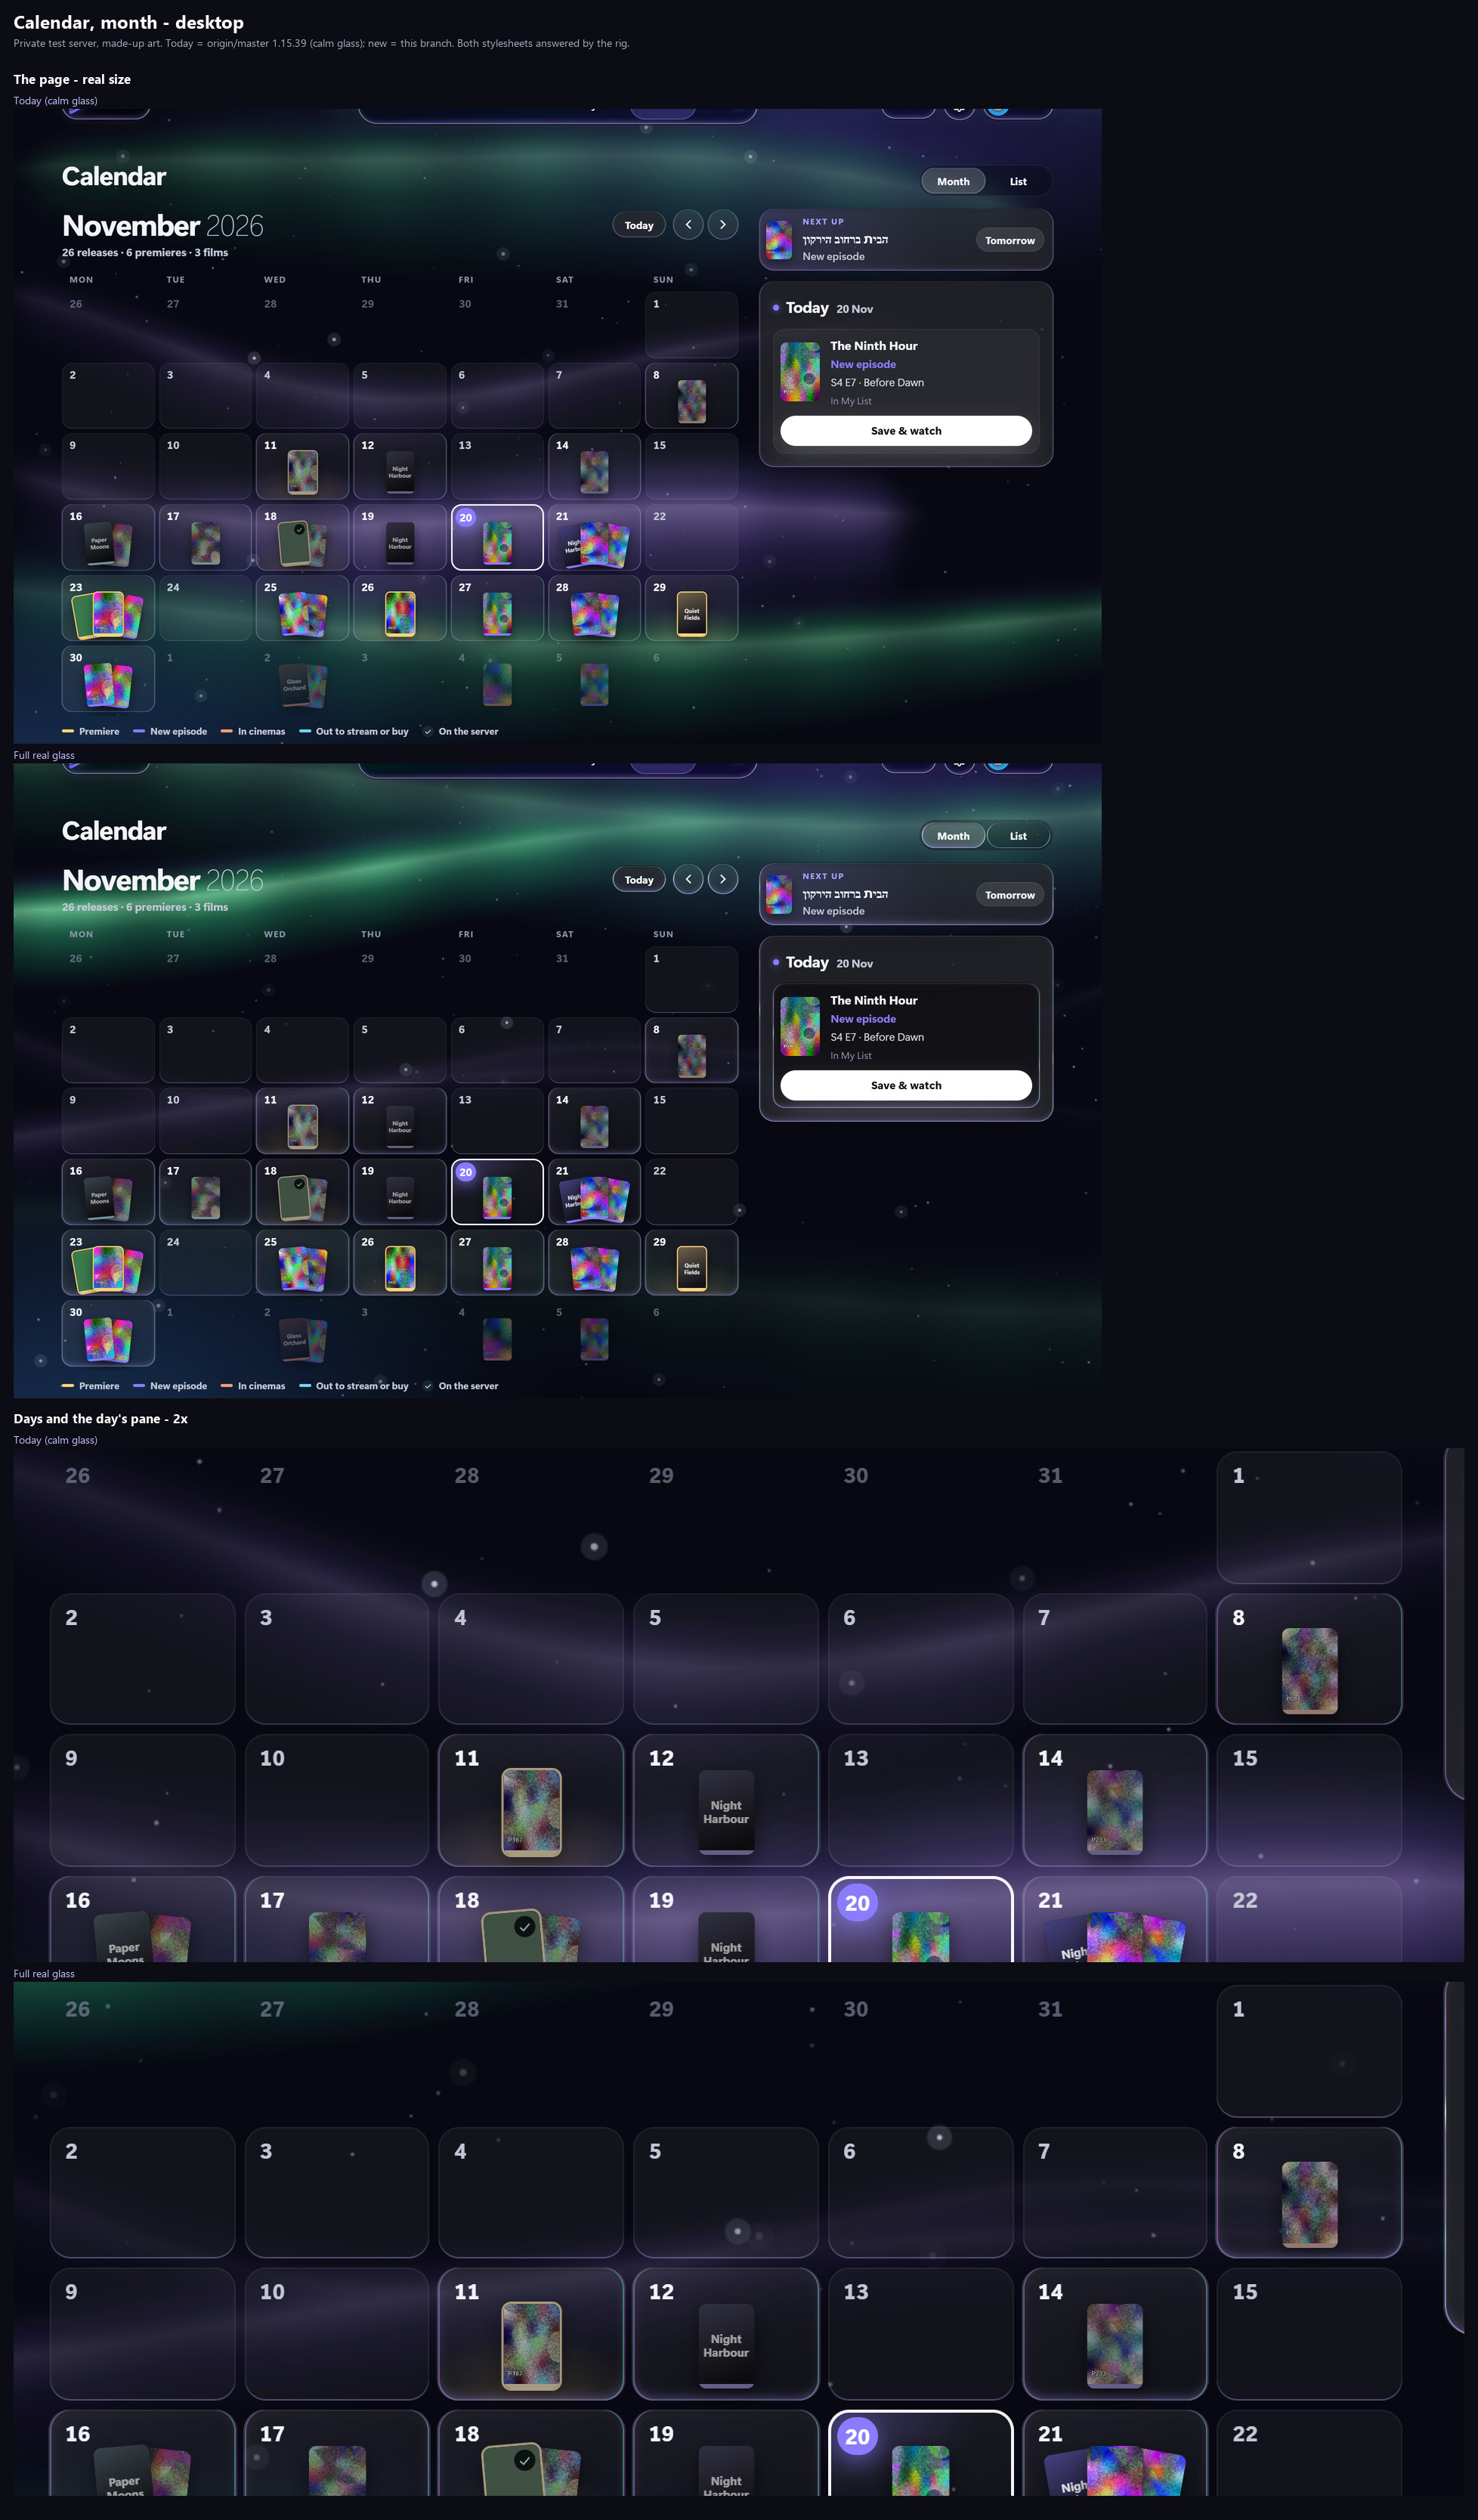 Calendar, month - desktop
Private test server, made-up art. Today = origin/master 1.15.39 (calm glass); new = this branch. Both stylesheets answered by the rig.
The page - real size
Today (calm glass)
Calendar
Month List
November 2026
Today
26 releases · 6 premieres · 3 films
NEXT UP
הבית ברחוב הירקון
New episode
Tomorrow
MON TUE WED THU FRI SAT SUN
26 27 28 29 30 31 1
2 3 4 5 6 7 8
9 10 11 12 13 14 15
Night
Harbour
16 17 18 19 20 21 22
Paper
Moons
Night
Harbour
23 24 25 26 27 28 29
Quiet
Fields
30 1 2 3 4 5 6
Glass
Orchard
Today 20 Nov
The Ninth Hour
New episode
S4 E7 · Before Dawn
In My List
Save & watch
Premiere New episode In cinemas Out to stream or buy On the server
Full real glass
Calendar
Month List
November 2026
Today
26 releases · 6 premieres · 3 films
NEXT UP
הבית ברחוב הירקון
New episode
Tomorrow
MON TUE WED THU FRI SAT SUN
26 27 28 29 30 31 1
2 3 4 5 6 7 8
9 10 11 12 13 14 15
Night
Harbour
16 17 18 19 20 21 22
Paper
Moons
Night
Harbour
23 24 25 26 27 28 29
Quiet
Fields
30 1 2 3 4 5 6
Glass
Orchard
Today 20 Nov
The Ninth Hour
New episode
S4 E7 · Before Dawn
In My List
Save & watch
Premiere New episode In cinemas Out to stream or buy On the server
Days and the day's pane - 2x
Today (calm glass)
26 27 28 29 30 31 1
2 3 4 5 6 7 8
9 10 11 12 13 14 15
Night
Harbour
16 17 18 19 20 21 22
Paper
Moons
Night
Harbour
Full real glass
26 27 28 29 30 31 1
2 3 4 5 6 7 8
9 10 11 12 13 14 15
Night
Harbour
16 17 18 19 20 21 22
Paper
Moons
Night
Harbour